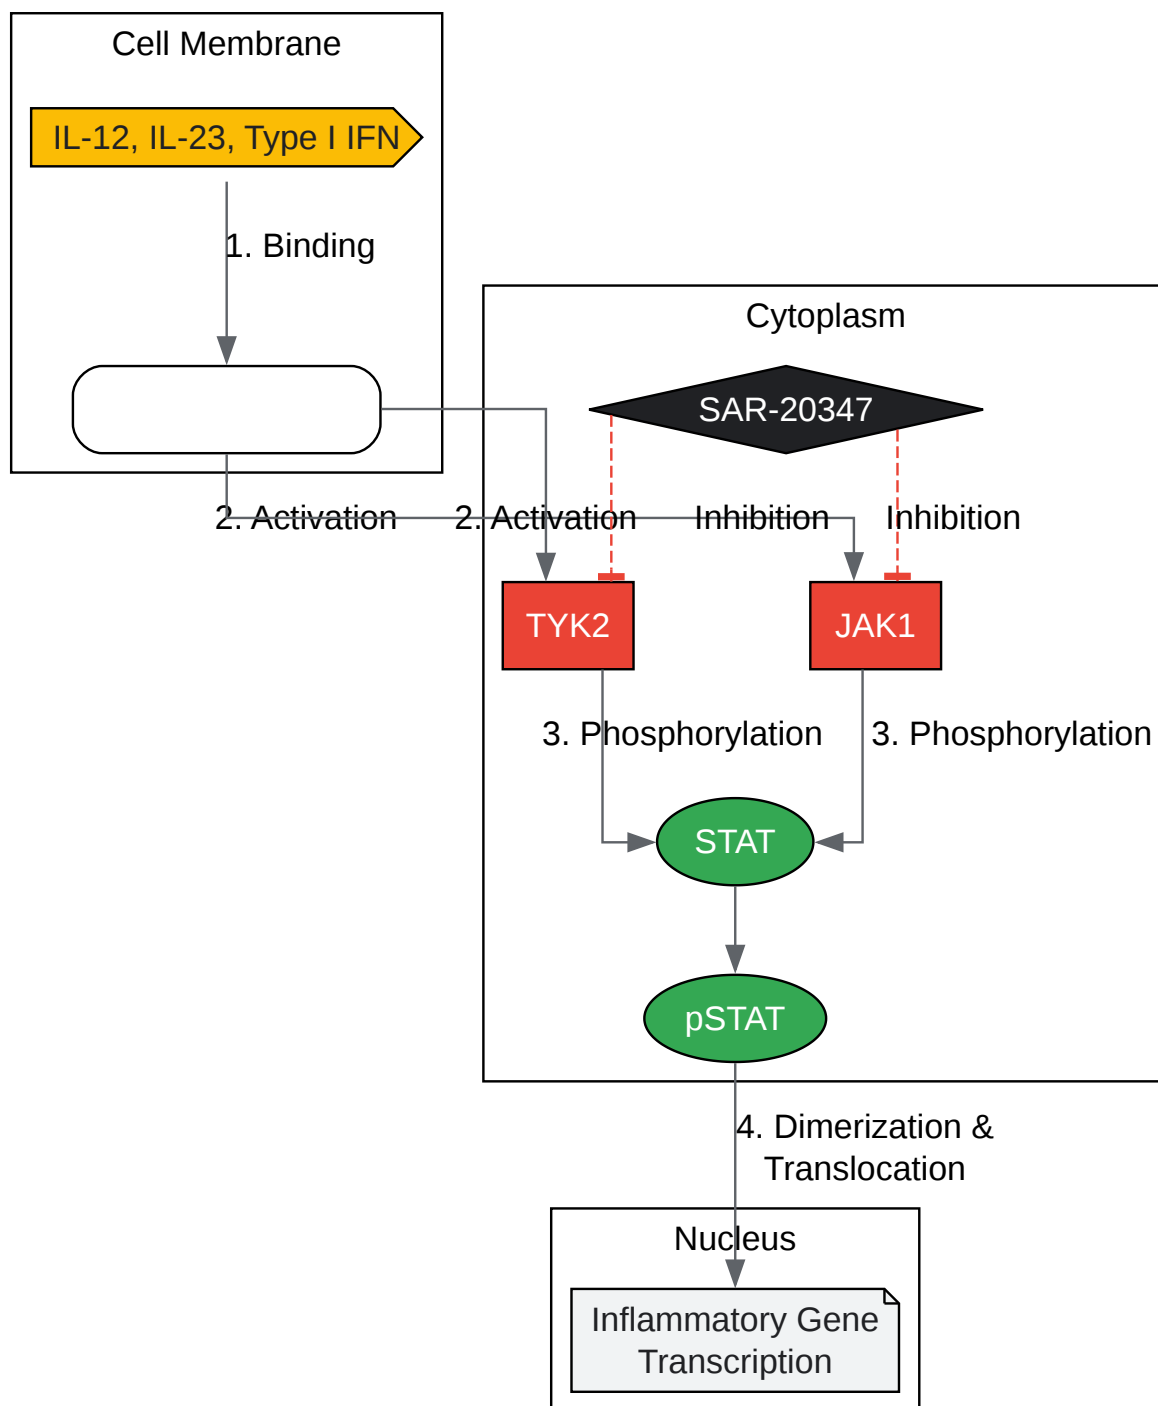 Cell Membrane
IL-12, IL-23, Type I IFN
1. Binding
Cytoplasm
SAR-20347
2. Activation
2. Activation
Inhibition
Inhibition
TYK2
JAK1
3. Phosphorylation
3. Phosphorylation
STAT
pSTAT
4. Dimerization &
Translocation
Nucleus
Inflammatory Gene
Transcription